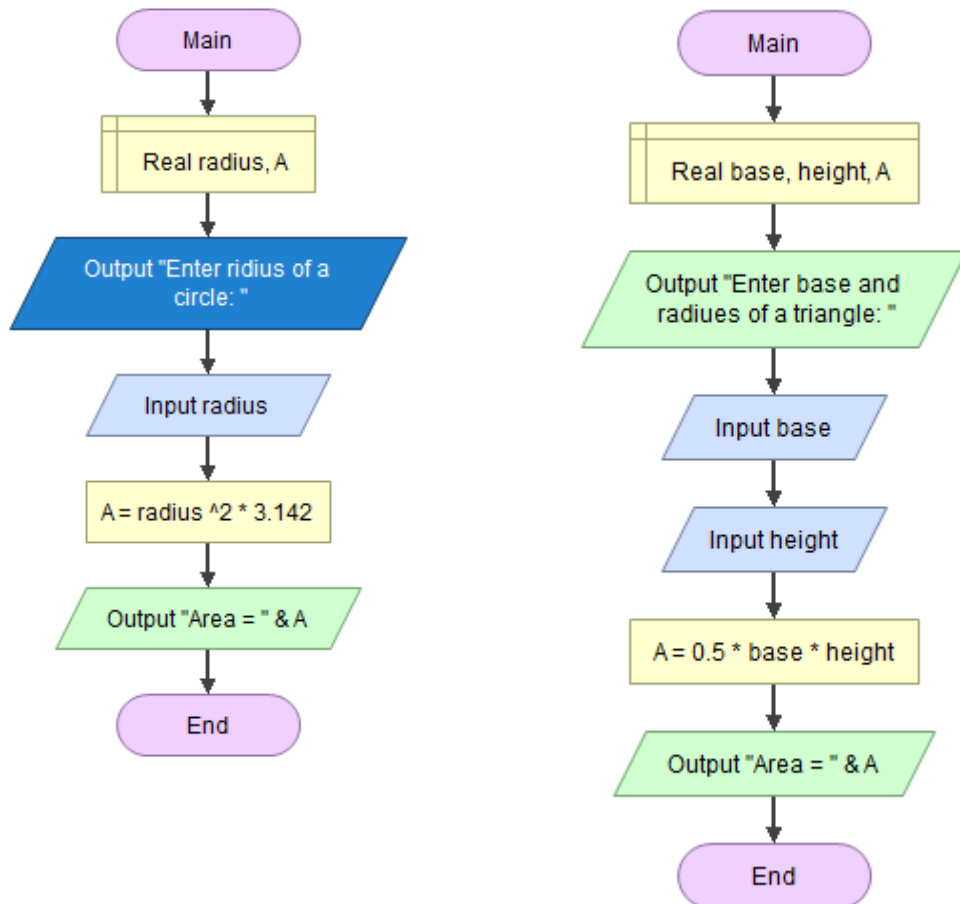 Main
Real radius, A
Output "Enter ridius of a
circle: "
Input radius
A = radius ^2 * 3.142
Output "Area = " & A
End
Main
Real base, height, A
Output "Enter base and
radiues of a triangle: "
Input base
Input height
A = 0.5 * base * height
Output "Area = " & A
End